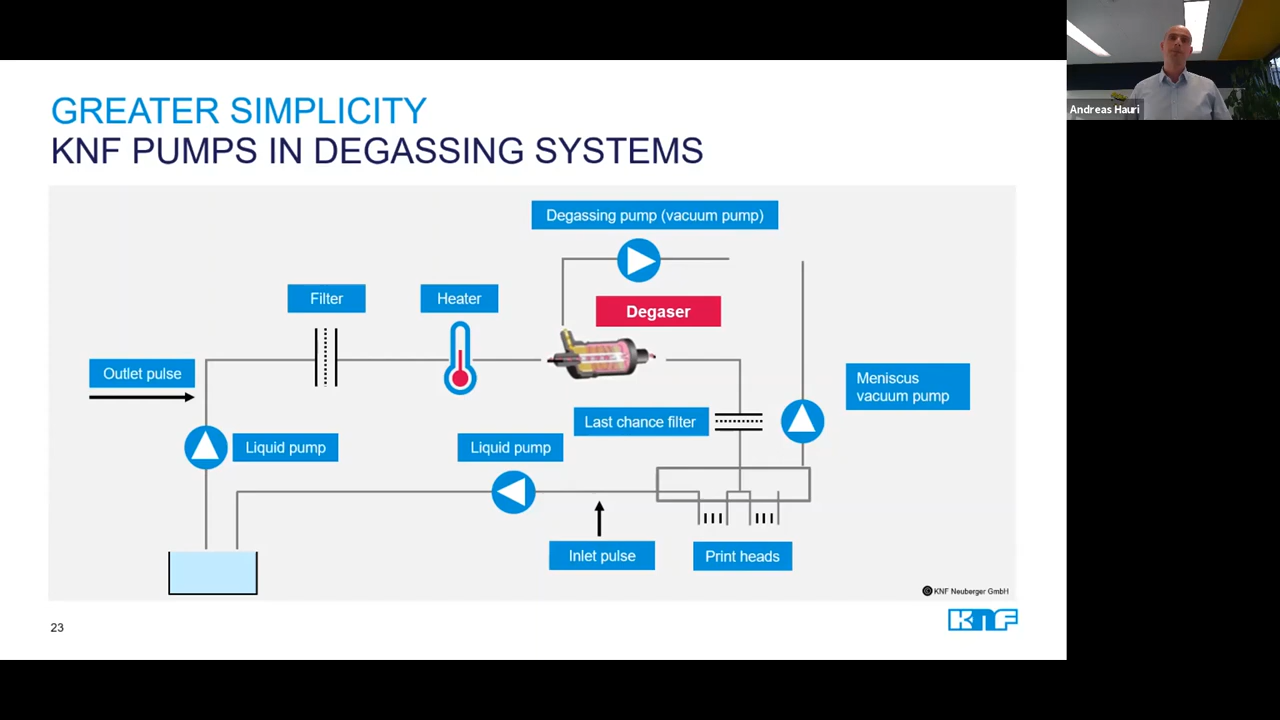 GREATER SIMPLICITY
KNF PUMPS IN DEGASSING SYSTEMS
Andreas Hauri
Degassing pump (vacuum pump)
Filter
Heater
Degaser
Outlet pulse
Meniscus
vacuum pump
Last chance filter
Liquid pump
Liquid pump
Inlet pulse
Print heads
© KNF Neuberger GmbH
23
KNF